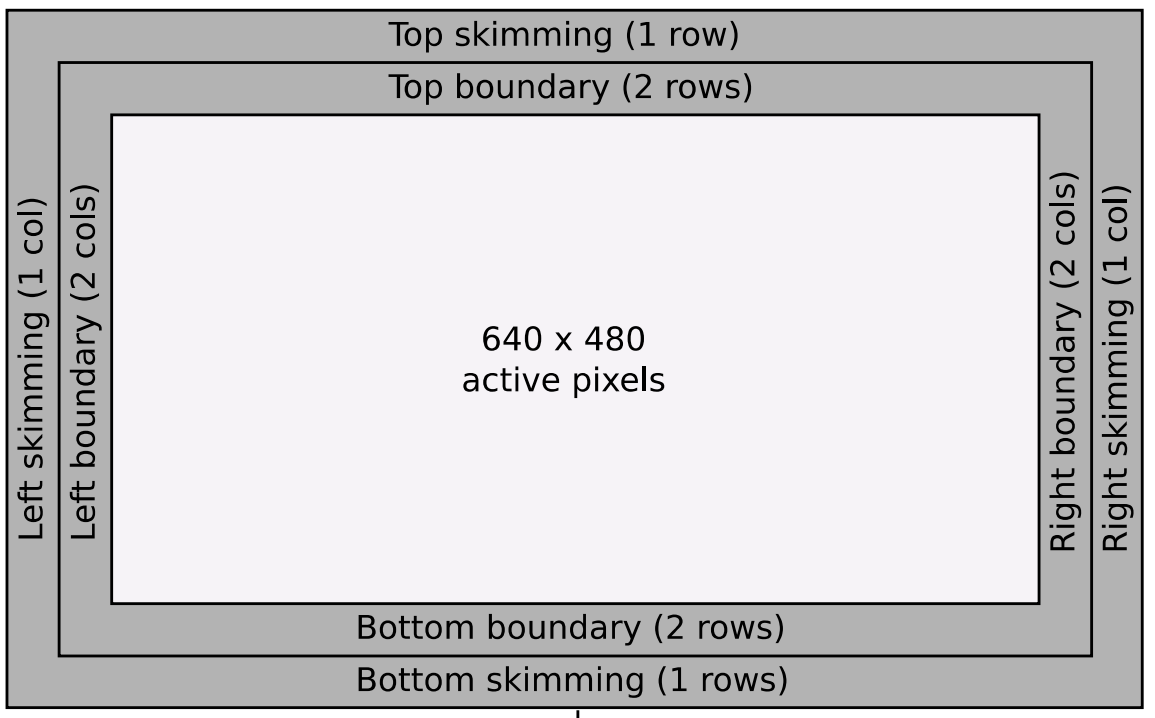 Top skimming (1 row)
Top boundary (2 rows)
Left skimming (1 col)
Left boundary (2 cols)
640 x 480
active pixels
Right boundary (2 cols)
Right skimming (1 col)
Bottom boundary (2 rows)
Bottom skimming (1 rows)